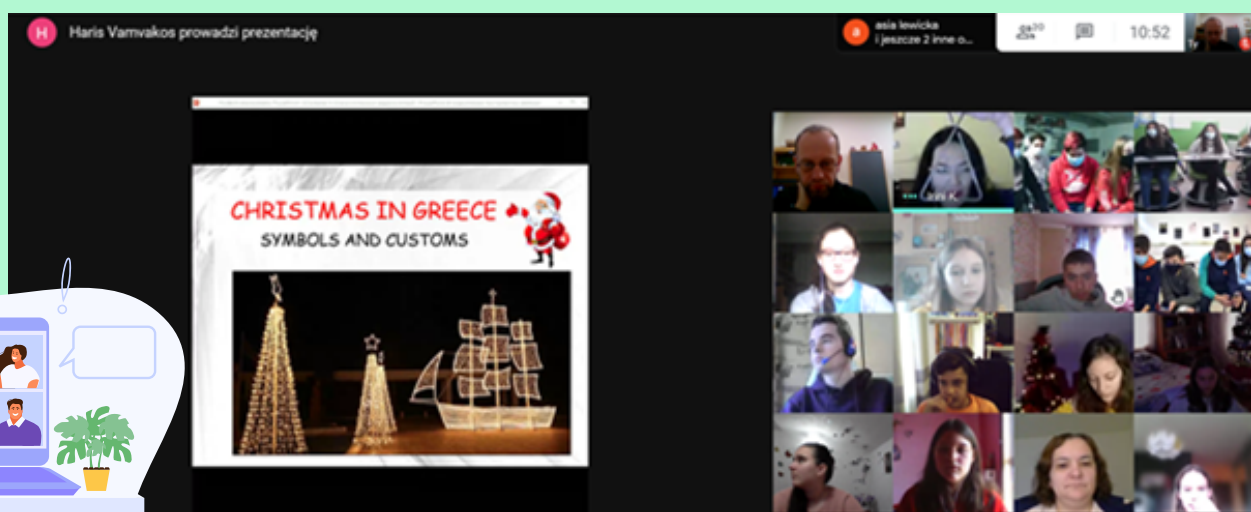 H Haris Vamvakos prowadzi prezentację
a asia lewicka
i jeszcze 2 inne o...
10:52
CHRISTMAS IN GREECE
SYMBOLS AND CUSTOMS